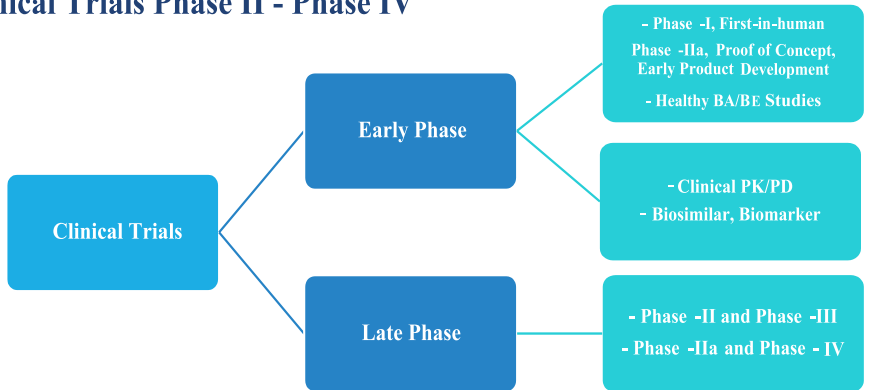 nical Trials Phase II - Phase IV
- Phase -I, First-in-human
Phase -IIa, Proof of Concept,
Early Product Development
- Healthy BA/BE Studies
Early Phase
- Clinical PK/PD
- Biosimilar, Biomarker
Clinical Trials
Late Phase
- Phase -II and Phase -III
- Phase -IIa and Phase - IV